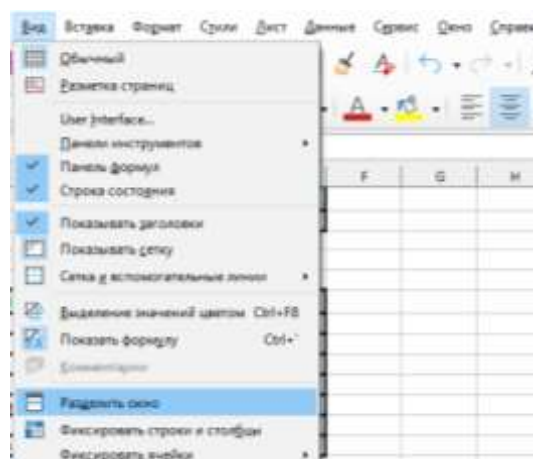 Вид Вставка Формат Стили Лист Данные Сервис Окно Справка
Обычный
Разметка страниц
User Interface...
Панели инструментов
Панель формул
Строка состояния
F G H
Показывать заголовки
Показывать сетку
Сетка и вспомогательные линии
Выделение значений цветом Ctrl+F8
Показать формулу Ctrl+`
Комментарии
Разделить окно
Фиксировать строки и столбцы
Фиксировать ячейки